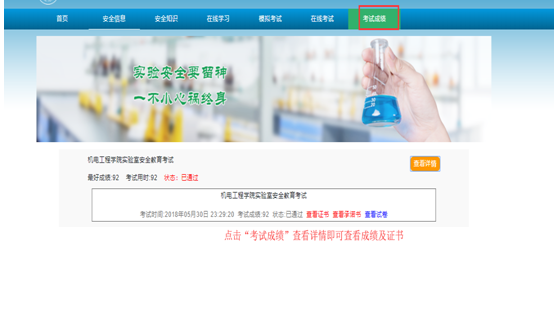 首页 安全信息 安全知识 在线学习 模拟考试 在线考试 考试成绩
实验安全要留神
一不小心祸终身
机电工程学院实验室安全教育考试
查看详情
最好成绩:92 考试用时:92 状态：已通过
机电工程学院实验室安全教育考试
考试时间:2018年05月30日 23:29:20 考试成绩:92 状态:已通过 查看证书 查看承诺书 查看试卷
点击“考试成绩”查看详情即可查看成绩及证书